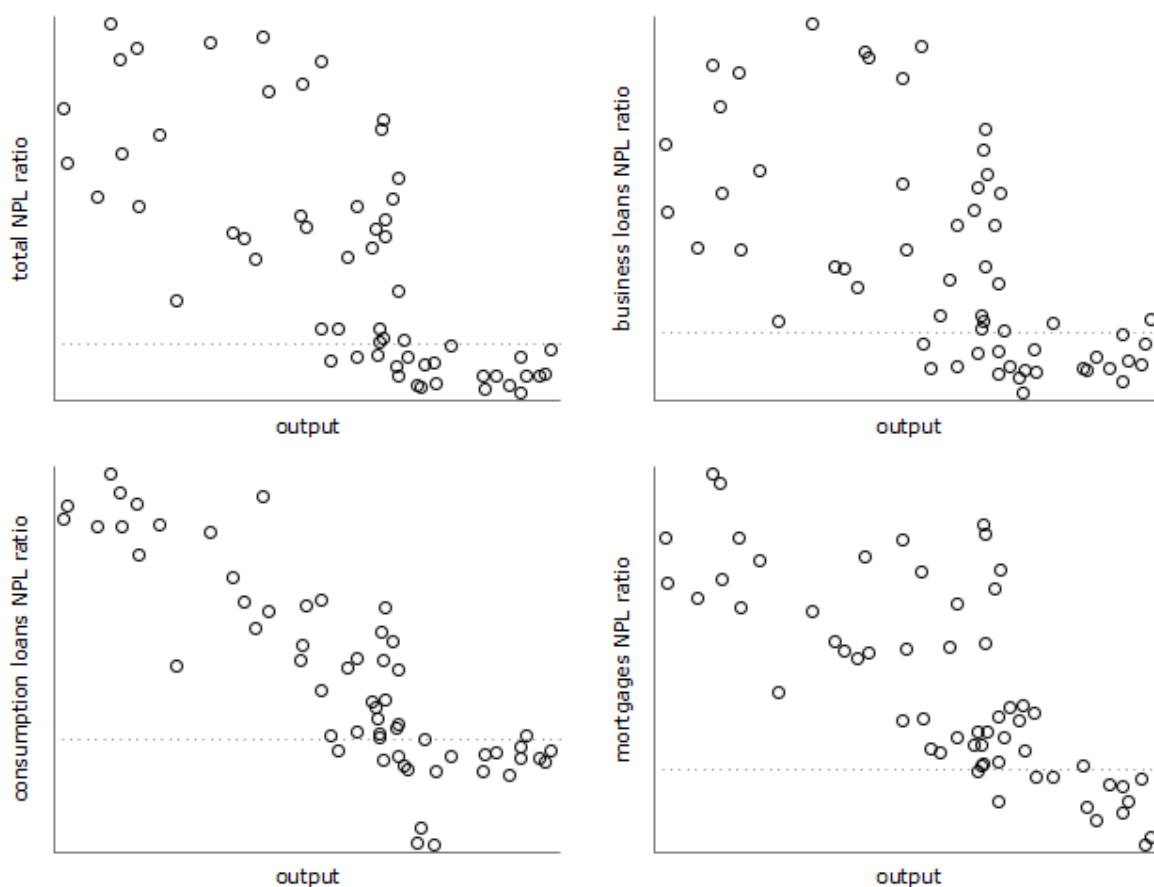 total NPL ratio
output
business loans NPL ratio
output
consumption loans NPL ratio
output
mortgages NPL ratio
output